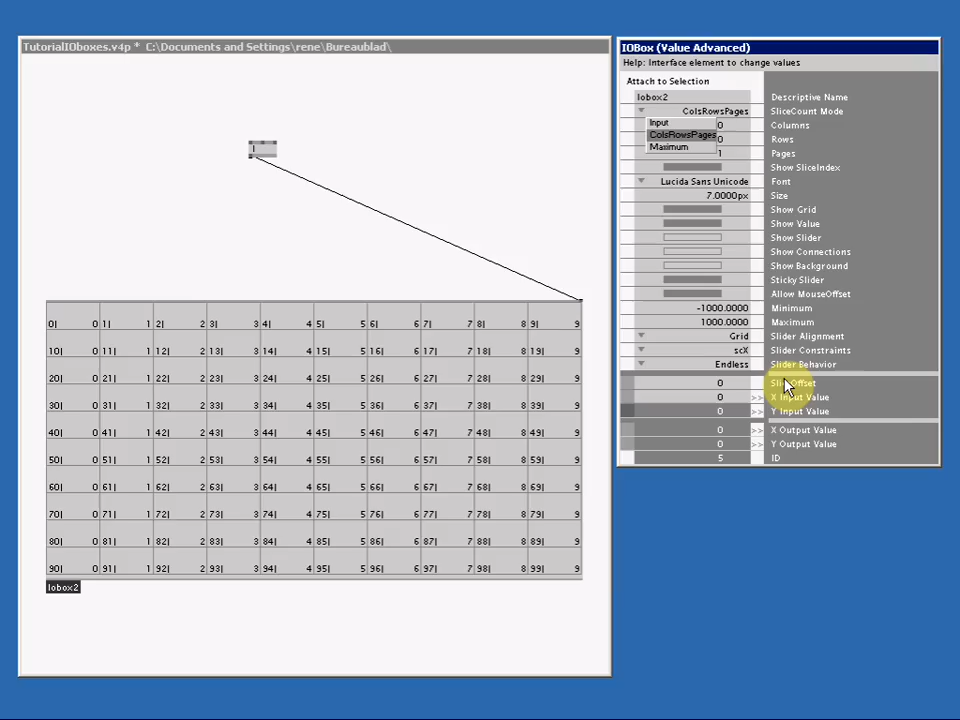 TutorialIOboxes.v4p * C:\Documents and Settings\rene\Bureaublad\
I
0| 0 1| 1 2| 2 3| 3 4| 4 5| 5 6| 6 7| 7 8| 8 9| 9
10| 0 11| 1 12| 2 13| 3 14| 4 15| 5 16| 6 17| 7 18| 8 19| 9
20| 0 21| 1 22| 2 23| 3 24| 4 25| 5 26| 6 27| 7 28| 8 29| 9
30| 0 31| 1 32| 2 33| 3 34| 4 35| 5 36| 6 37| 7 38| 8 39| 9
40| 0 41| 1 42| 2 43| 3 44| 4 45| 5 46| 6 47| 7 48| 8 49| 9
50| 0 51| 1 52| 2 53| 3 54| 4 55| 5 56| 6 57| 7 58| 8 59| 9
60| 0 61| 1 62| 2 63| 3 64| 4 65| 5 66| 6 67| 7 68| 8 69| 9
70| 0 71| 1 72| 2 73| 3 74| 4 75| 5 76| 6 77| 7 78| 8 79| 9
80| 0 81| 1 82| 2 83| 3 84| 4 85| 5 86| 6 87| 7 88| 8 89| 9
90| 0 91| 1 92| 2 93| 3 94| 4 95| 5 96| 6 97| 7 98| 8 99| 9
Iobox2
IOBox (Value Advanced)
Help: Interface element to change values
Attach to Selection
Iobox2 Descriptive Name
ColsRowsPages SliceCount Mode
Input 0 Columns
ColsRowsPages 0 Rows
Maximum 1 Pages
Show SliceIndex
Lucida Sans Unicode Font
7.0000px Size
Show Grid
Show Value
Show Slider
Show Connections
Show Background
Sticky Slider
Allow MouseOffset
-1000.0000 Minimum
1000.0000 Maximum
Grid Slider Alignment
scX Slider Constraints
Endless Slider Behavior
0 Offset
0 >> X Input Value
0 >> Y Input Value
0 >> X Output Value
0 >> Y Output Value
5 ID